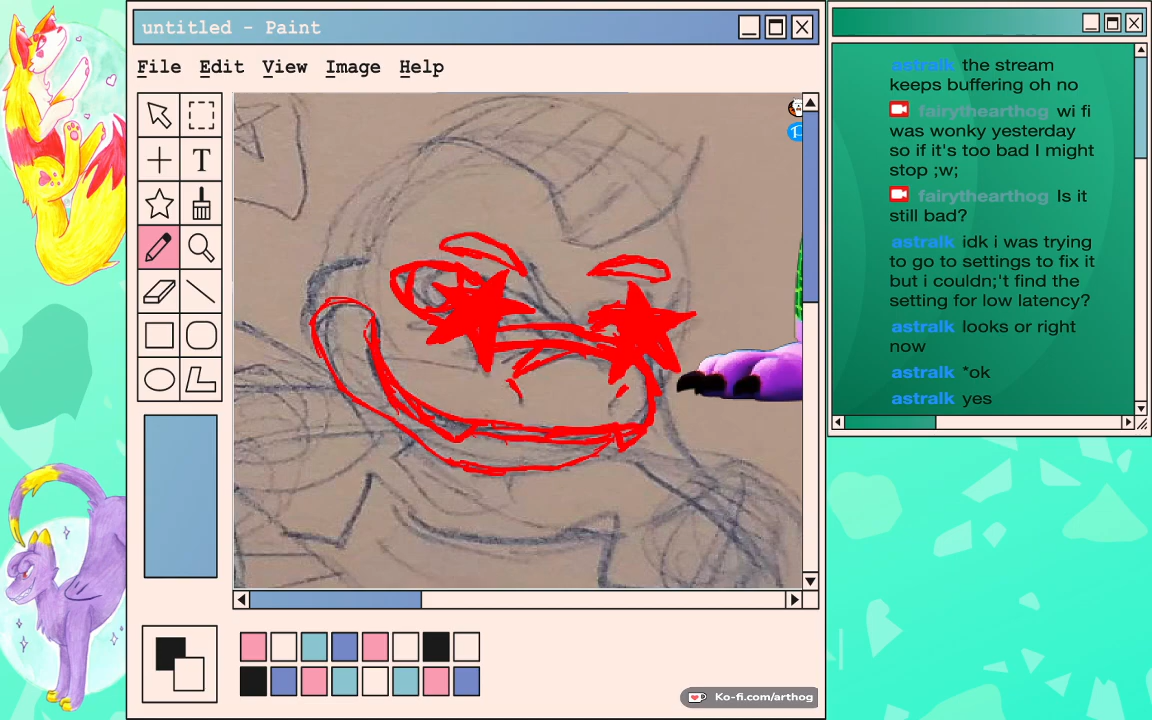 untitled - Paint
File Edit View Image Help
T
Ko-fi.com/arthog
astralk the stream
keeps buffering oh no
fairythearthog wi fi
was wonky yesterday
so if it's too bad I might
stop ;w;
fairythearthog Is it
still bad?
astralk idk i was trying
to go to settings to fix it
but i couldn;'t find the
setting for low latency?
astralk looks or right
now
astralk *ok
astralk yes